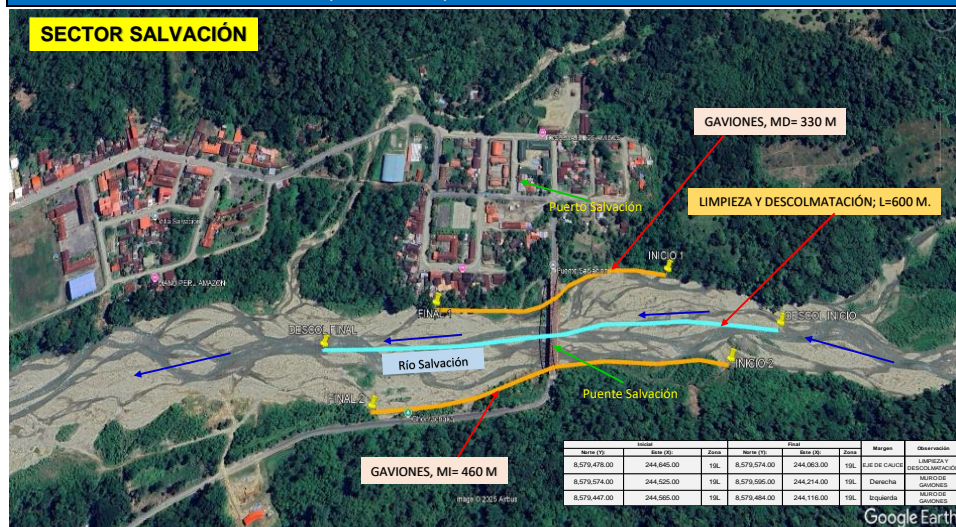 SECTOR SALVACIÓN
GAVIONES, MD= 330 M
LIMPIEZA Y DESCOLMATACIÓN; L=600 M.
Puerto Salvación
Villa Salvación
INICIO 1
Puente Salvación
FINAL 1
DESCOL INICIO
DESCOL FINAL
Río Salvación
INICIO 2
Puente Salvación
FINAL 2
GAVIONES, MI= 460 M
Inicial Final Margen Observación
Norte (Y): Este (X): Zona Norte (Y): Este (X): Zona
8,579,478.00 244,645.00 19L 8,579,574.00 244,063.00 19L EJE DE CAUCE LIMPIEZA Y DESCOLMATACIÓN
8,579,574.00 244,525.00 19L 8,579,595.00 244,214.00 19L Derecha MURO DE GAVIONES
8,579,447.00 244,565.00 19L 8,579,484.00 244,116.00 19L Izquierda MURO DE GAVIONES
Image © 2025 Airbus
Google Earth